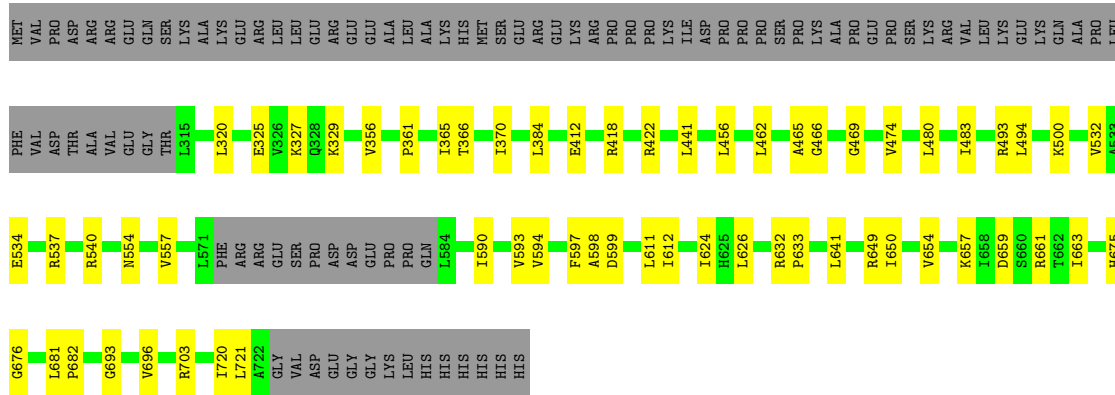 MET VAL PRO ASP ARG ARG GLU GLN SER LYS ALA LYS GLU ARG LEU LEU GLU ARG GLU GLU ALA LEU ALA LYS HIS MET SER GLU ARG GLU LYS ARG PRO PRO PRO LYS ILE ASP PRO PRO PRO SER PRO LYS ALA PRO GLU PRO SER LYS ARG VAL LEU LYS GLU LYS GLN ALA PRO LEU
PHE VAL ASP THR ALA VAL GLU GLY THR L315 L320 E325 V326 K327 Q328 K329 V356 P361 I365 T366 I370 L384 E412 R418 R422 L441 L456 L462 A465 G466 G469 V474 L480 I483 R493 L494 K500 V532 A533
E534 R537 R540 N554 V557 L571 PHE ARG ARG GLU SER PRO ASP ASP GLU PRO PRO GLN L584 I590 V593 V594 F597 A598 D599 L611 I612 I624 H625 L626 R632 P633 L641 R649 I650 V654 K657 I658 D659 S660 R661 T662 I663 H675
G676 L681 P682 G693 V696 R703 I720 L721 A722 GLY VAL ASP GLU GLY GLY LYS LEU HIS HIS HIS HIS HIS HIS